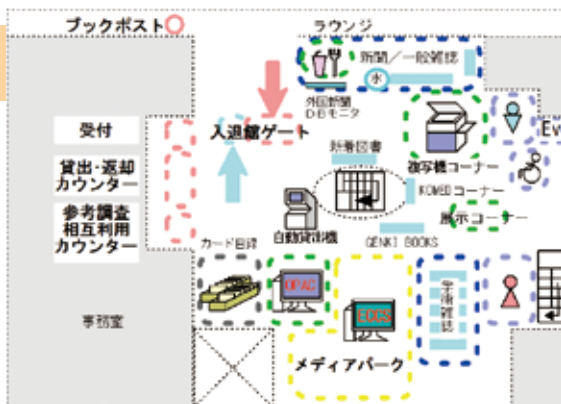 ブックポスト
ラウンジ
新聞/一般雑誌
水
外国新聞
DBモニタ
受付
入退館ゲート
新着図書
複写機コーナー
Ev
貸出・返却
カウンター
KOMEDコーナー
参考調査
相互利用
カウンター
展示コーナー
自動貸出機
カード目録
GENKI BOOKS
OPAC
ECCS
学術雑誌
事務室
メディアパーク